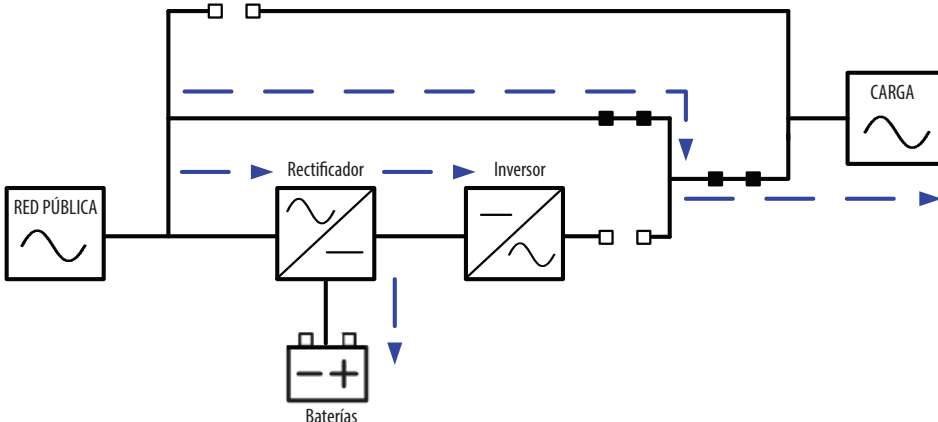 CARGA
Rectificador
Inversor
RED PÚBLICA
Baterías